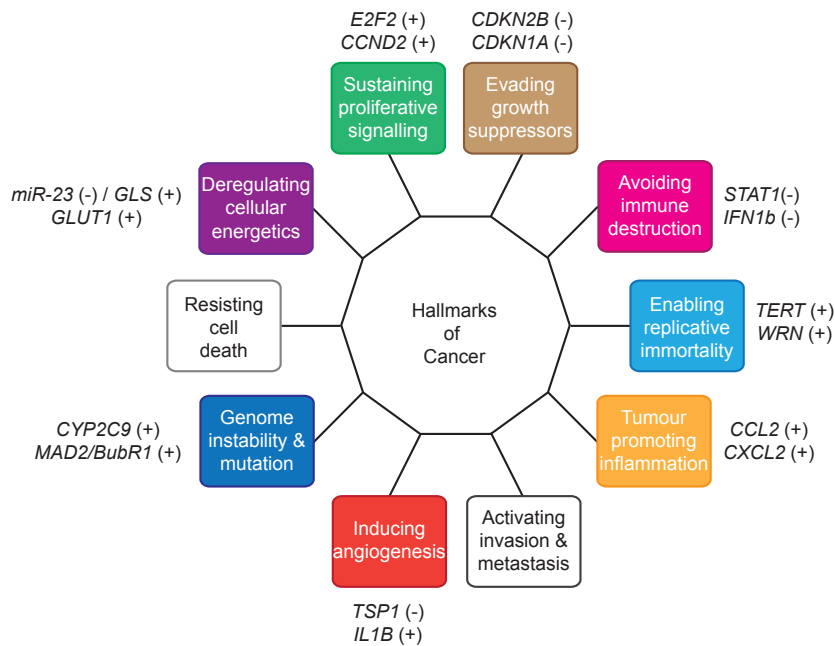 E2F2 (+)
CCND2 (+)
CDKN2B (-)
CDKN1A (-)
Sustaining
proliferative
signalling
Evading
growth
suppressors
miR-23 (-) / GLS (+)
GLUT1 (+)
Deregulating
cellular
energetics
Avoiding
immune
destruction
STAT1(-)
IFN1b (-)
Resisting
cell
death
Hallmarks
of
Cancer
Enabling
replicative
immortality
TERT (+)
WRN (+)
CYP2C9 (+)
MAD2/BubR1 (+)
Genome
instability &
mutation
Tumour
promoting
inflammation
CCL2 (+)
CXCL2 (+)
Inducing
angiogenesis
Activating
invasion &
metastasis
TSP1 (-)
IL1B (+)